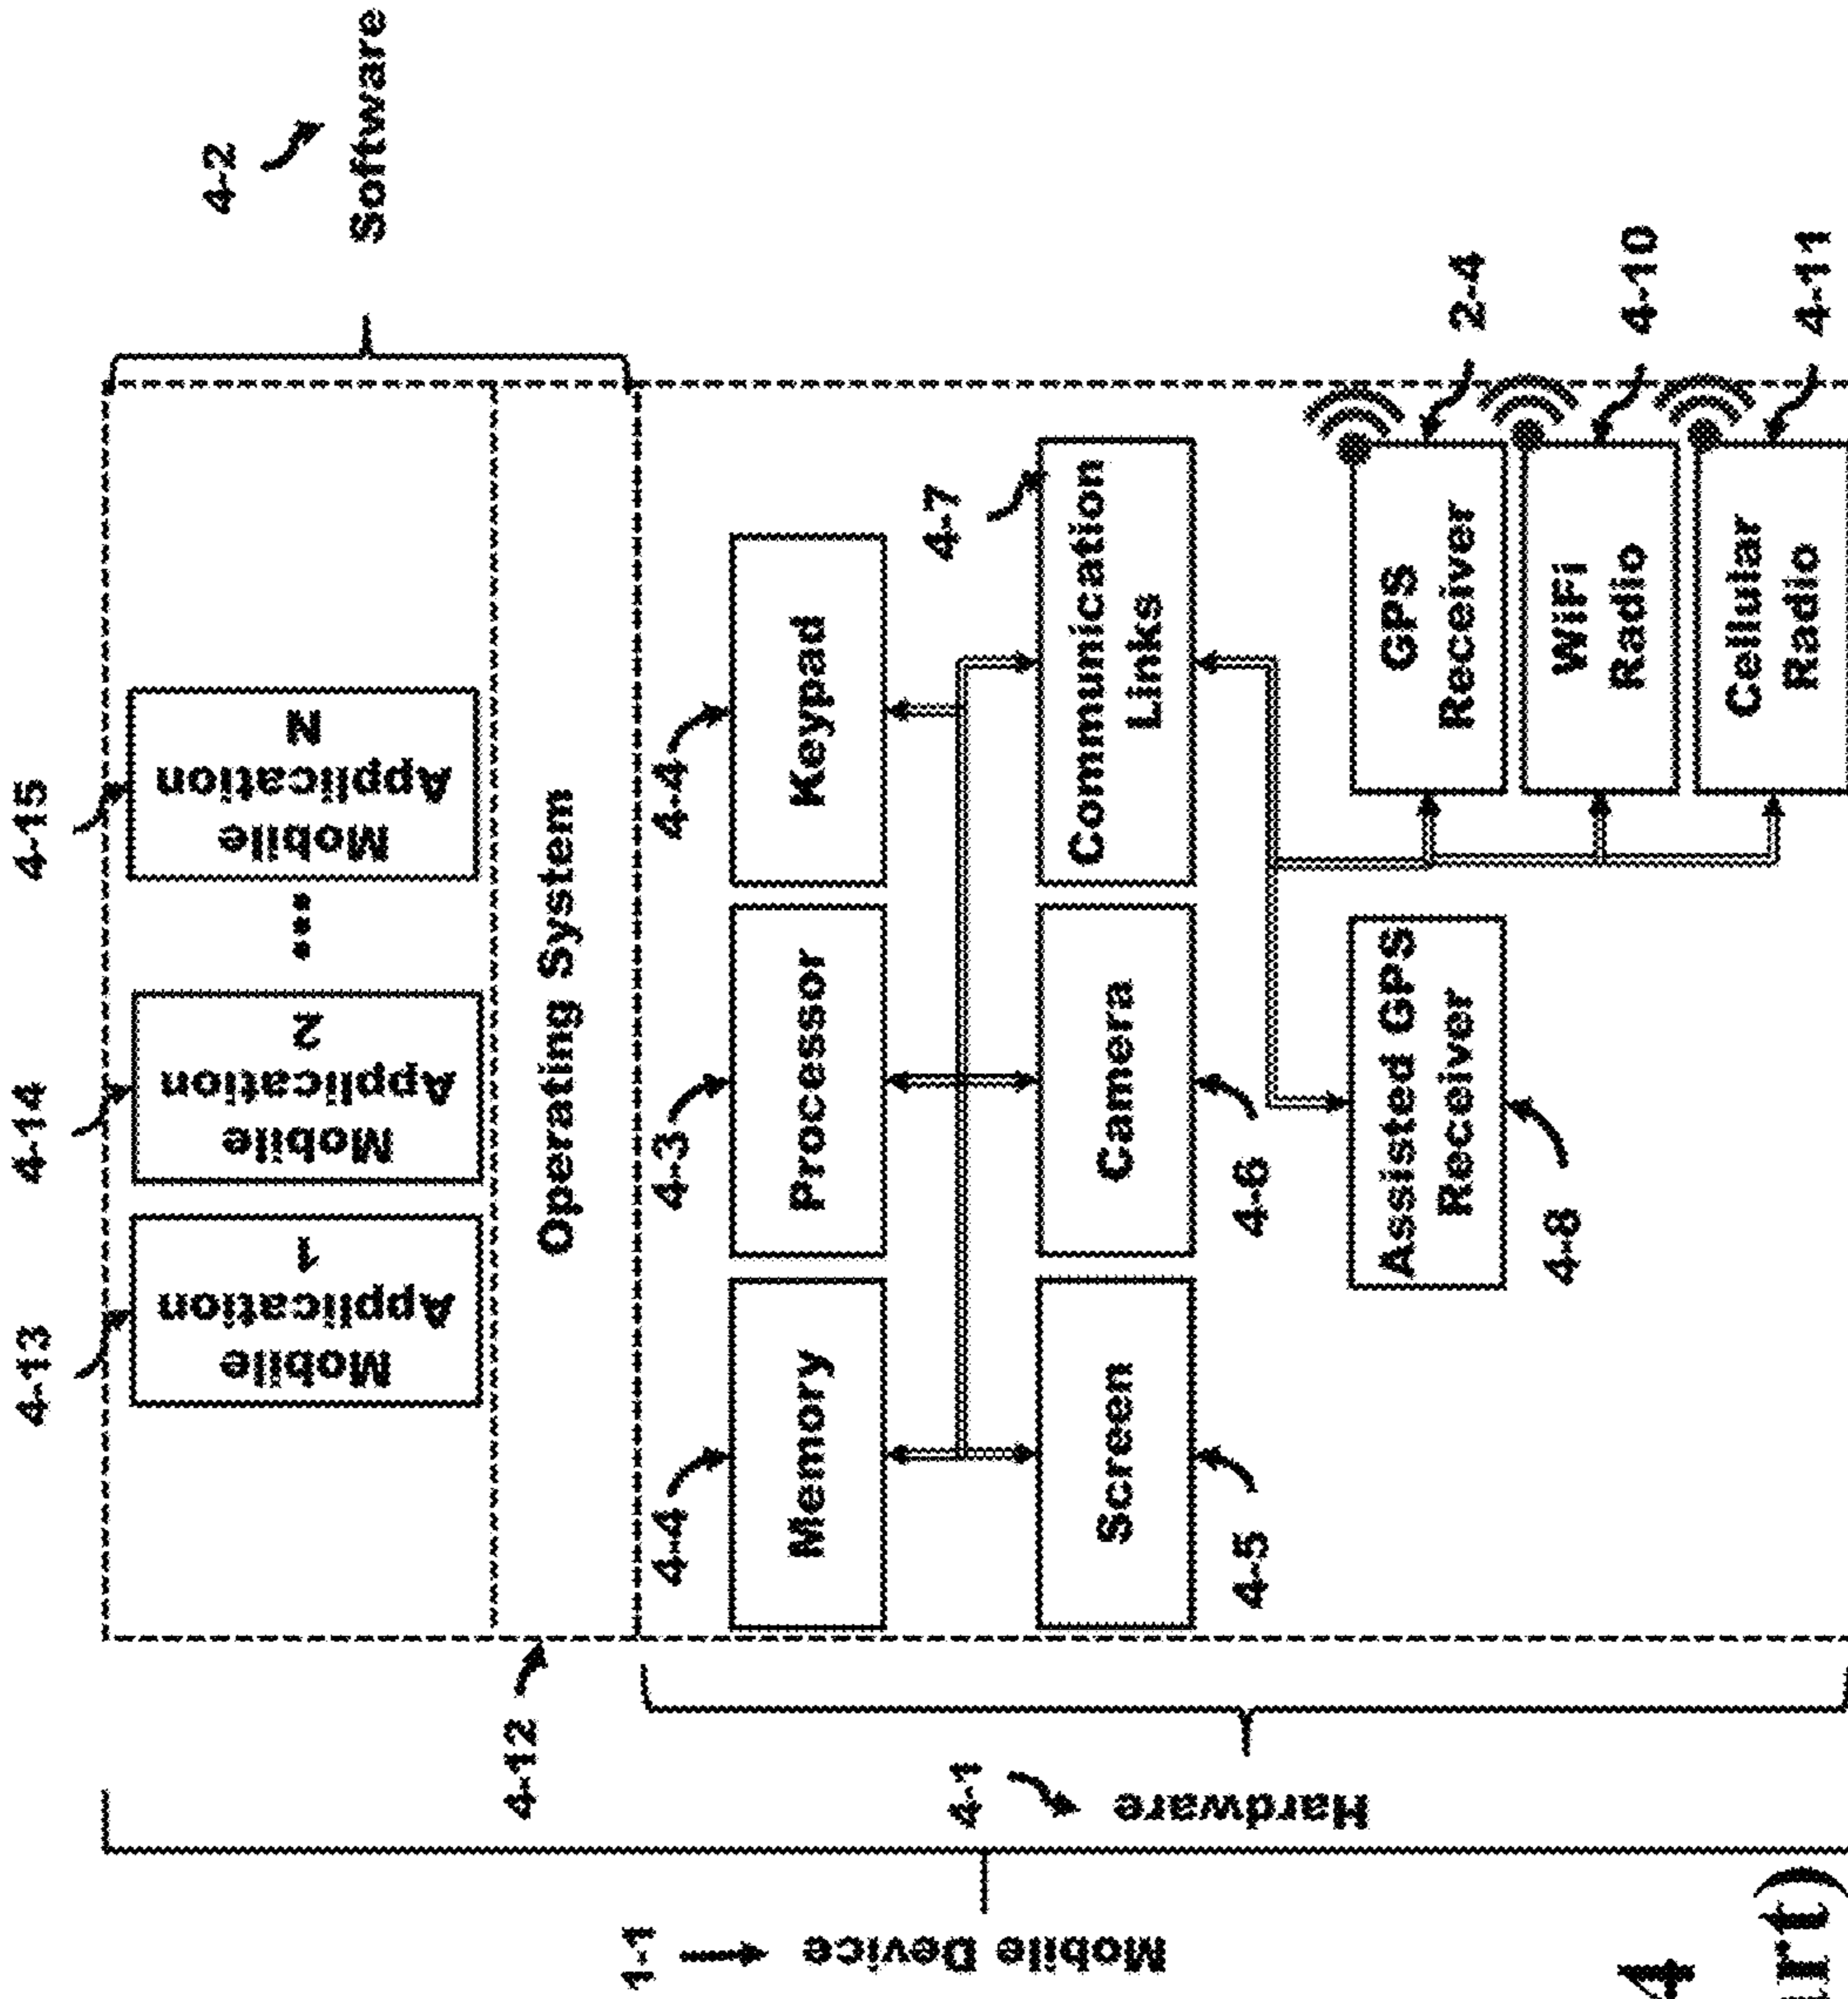 4-2
Software
4-13
4-14
4-15
Mobile
Application
1
Mobile
Application
2
...
Mobile
Application
N
Operating System
4-12
4-4
4-3
4-4
Memory
Processor
Keypad
4-7
Screen
Camera
Communication
Links
4-5
4-6
Assisted GPS
Receiver
4-8
GPS
Receiver
2-4
WiFi
Radio
4-10
Cellular
Radio
4-11
4-1
Hardware
1-1
Mobile Device
4